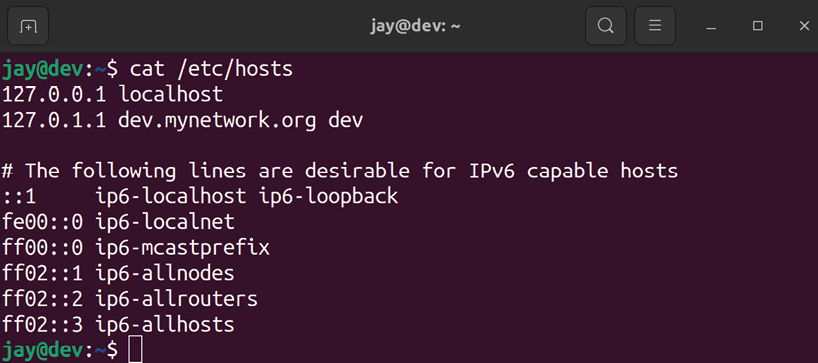 jay@dev: ~
jay@dev:~$ cat /etc/hosts
127.0.0.1 localhost
127.0.1.1 dev.mynetwork.org dev
# The following lines are desirable for IPv6 capable hosts
::1     ip6-localhost ip6-loopback
fe00::0 ip6-localnet
ff00::0 ip6-mcastprefix
ff02::1 ip6-allnodes
ff02::2 ip6-allrouters
ff02::3 ip6-allhosts
jay@dev:~$